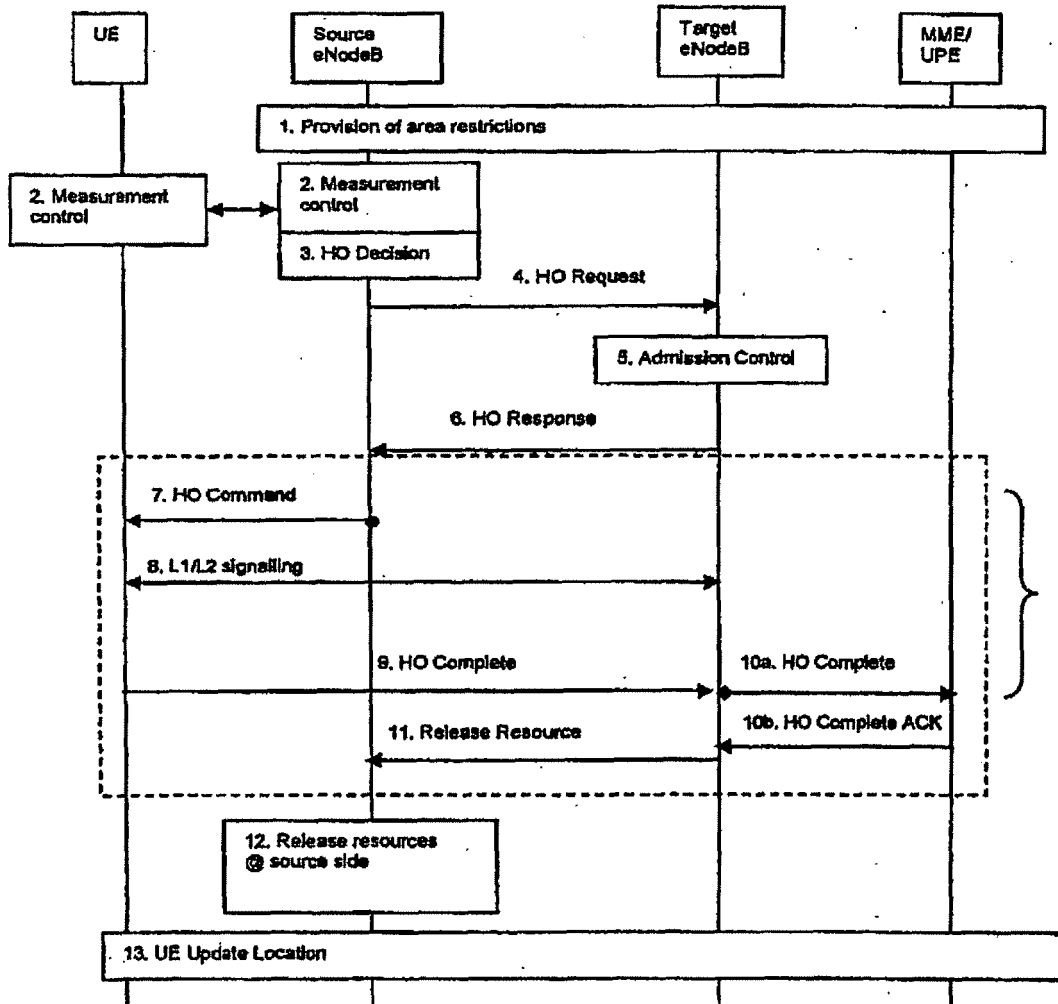 UE
Source
eNodeB
Target
eNodeB
MME/
UPE
1. Provision of area restrictions
2. Measurement
control
2. Measurement
control
3. HO Decision
4. HO Request
5. Admission Control
6. HO Response
7. HO Command
8. L1/L2 signalling
9. HO Complete
10a. HO Complete
10b. HO Complete ACK
11. Release Resource
12. Release resources
@ source side
13. UE Update Location